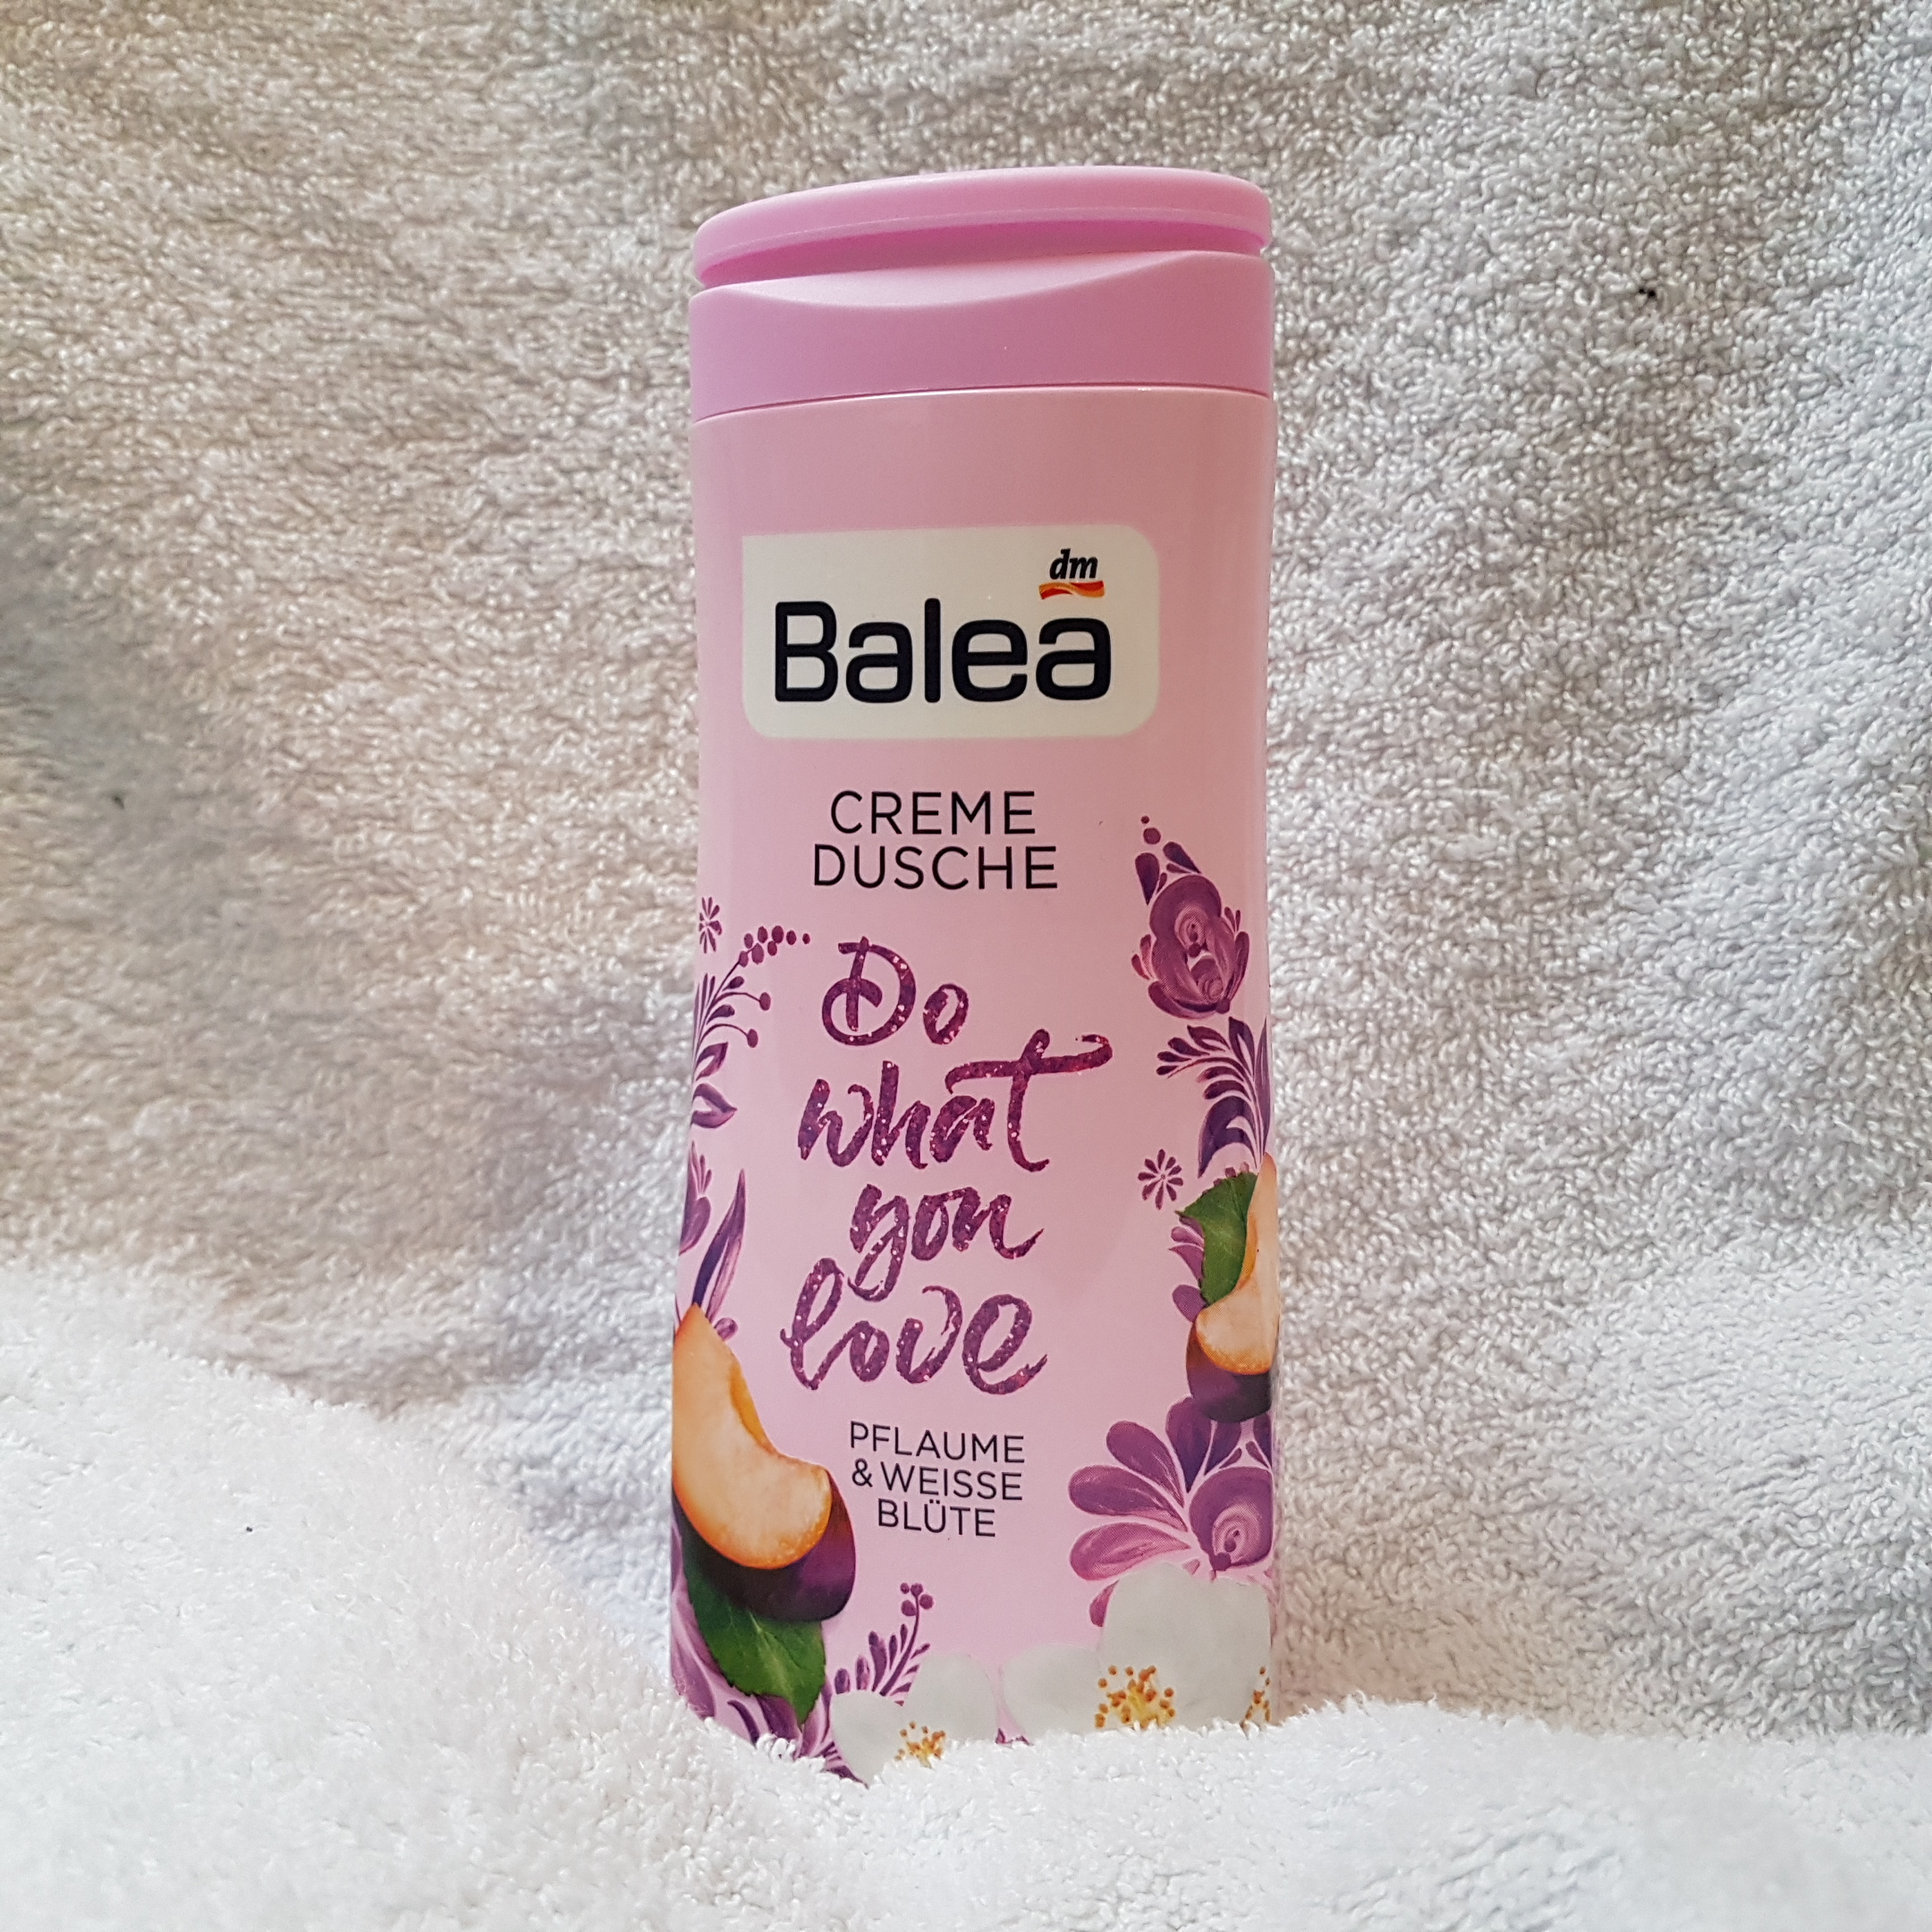 dm
Balea
CREME
DUSCHE
Do
what
you
love
PFLAUME
& WEISSE
BLÜTE